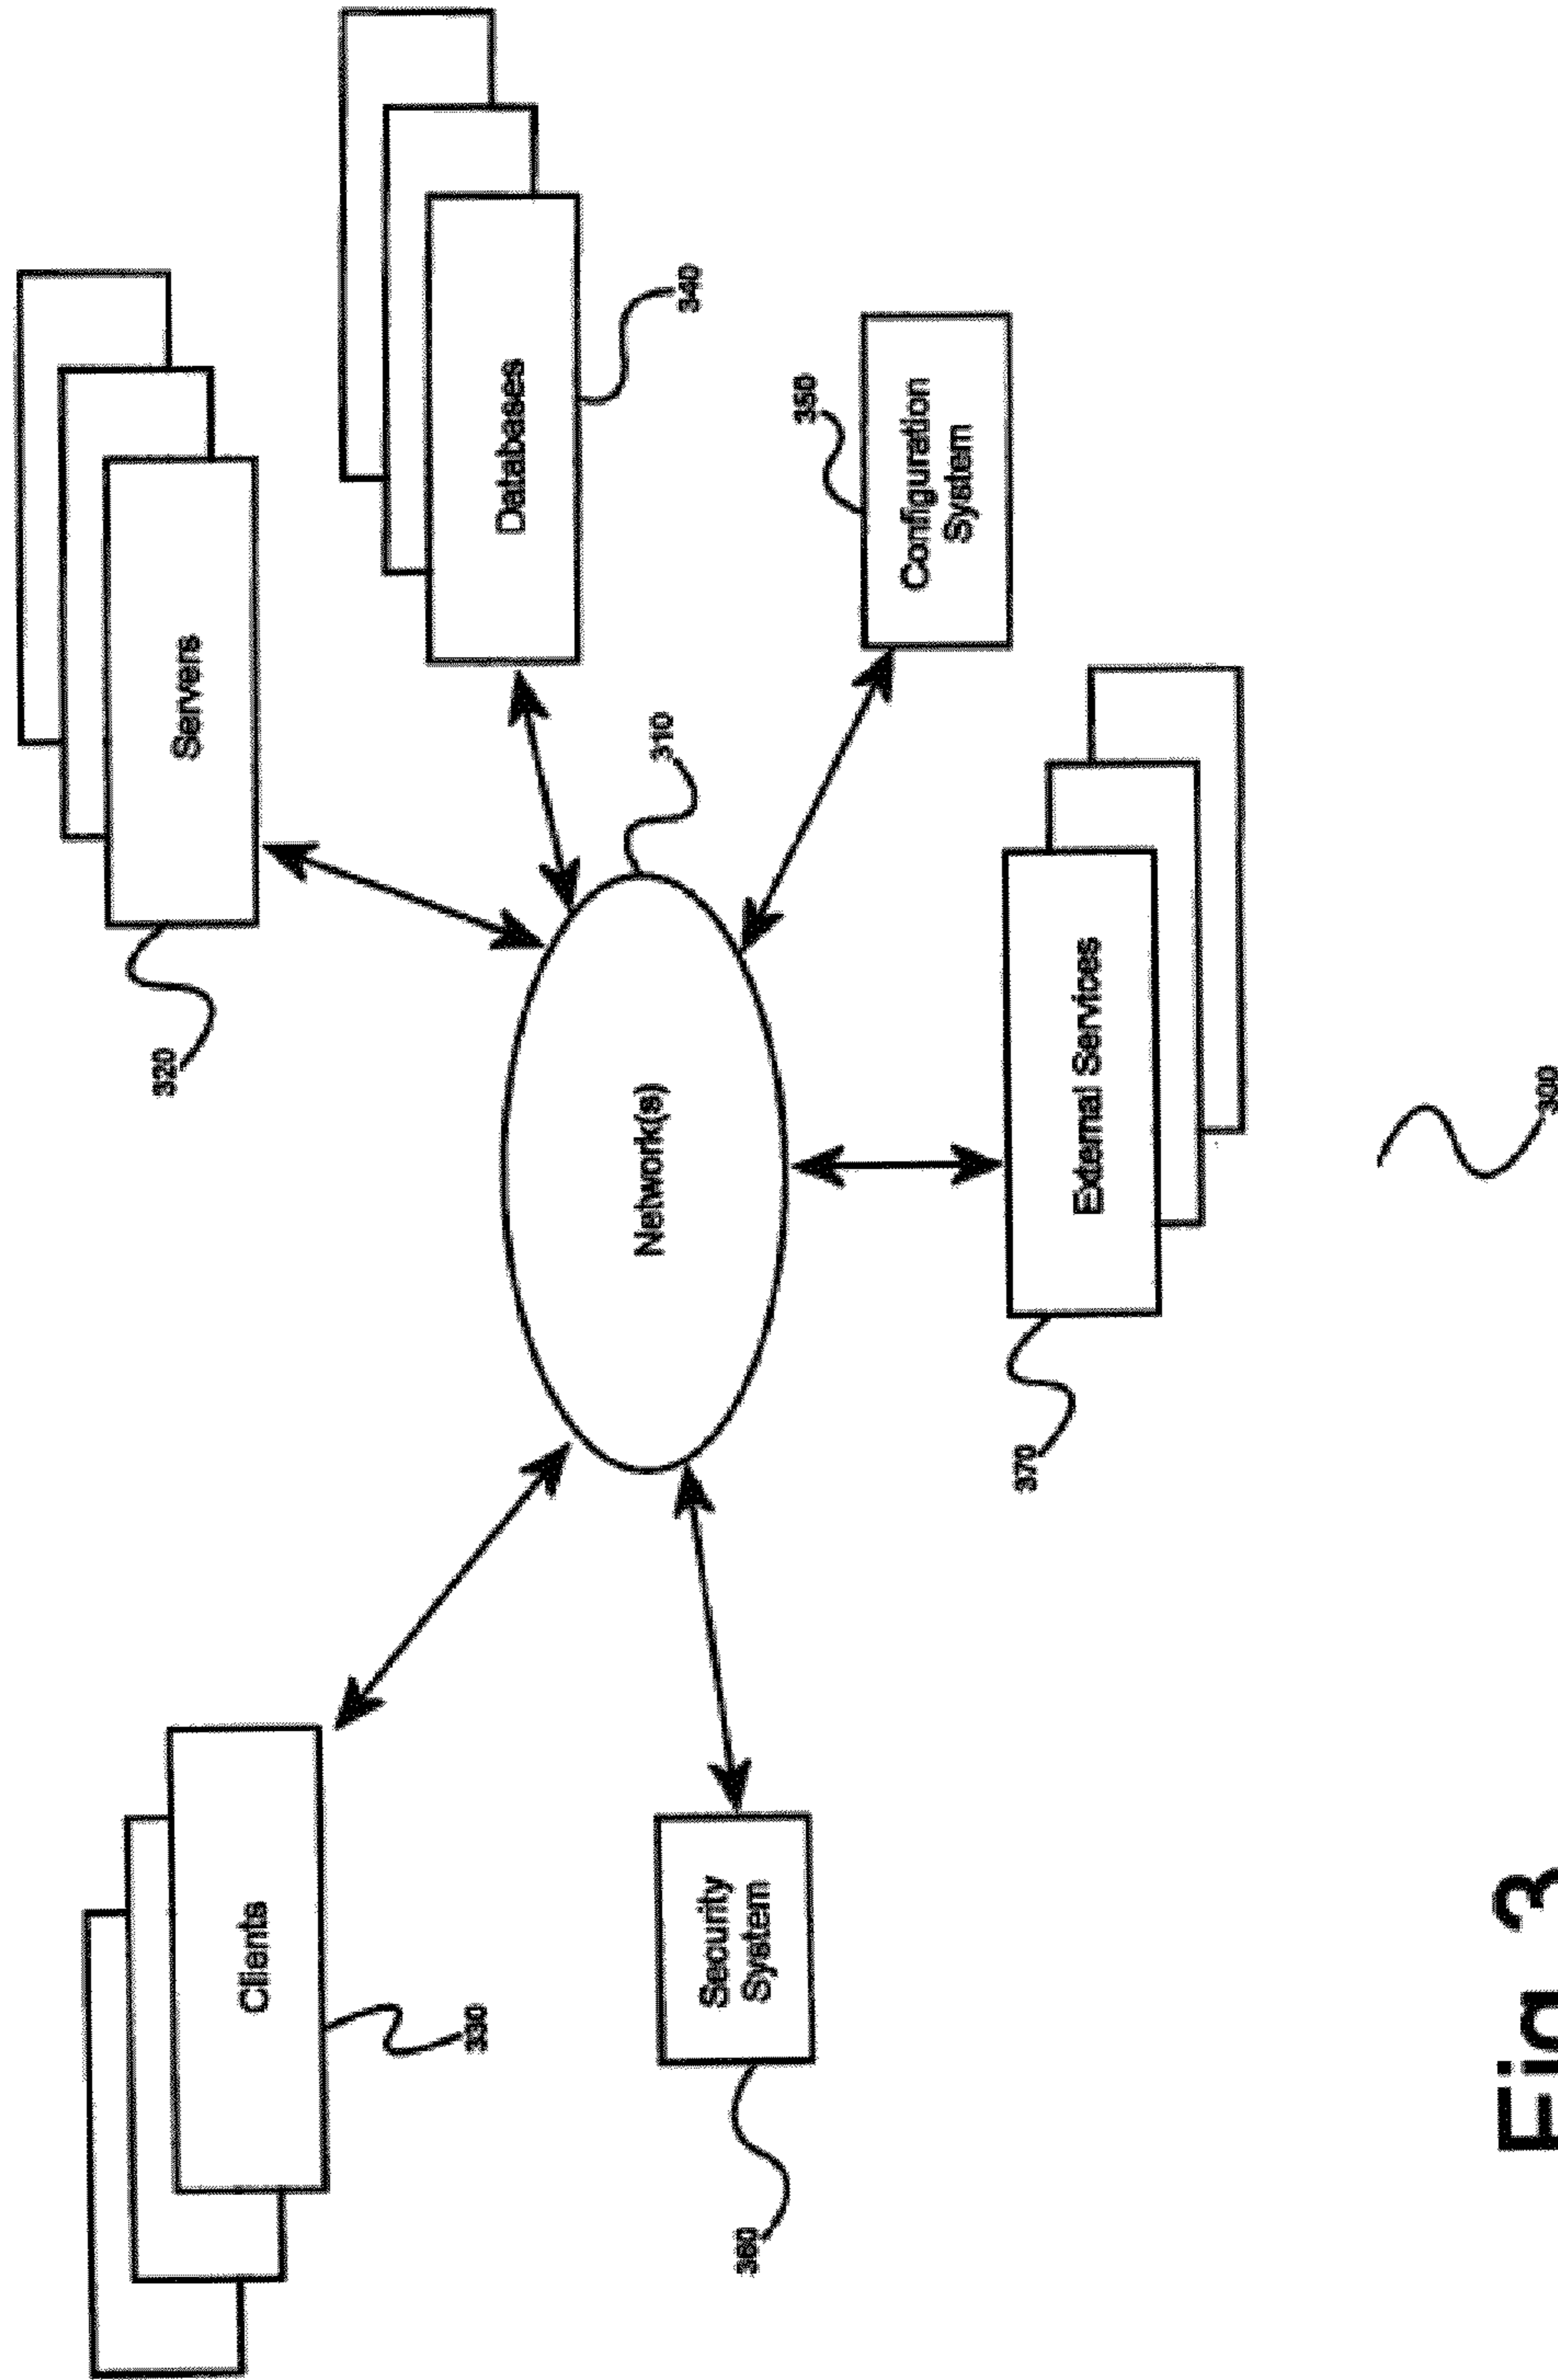 Servers
320
Clients
330
Databases
340
Network(s)
310
Configuration
System
350
Security
System
360
External Services
370
300
Fig. 3